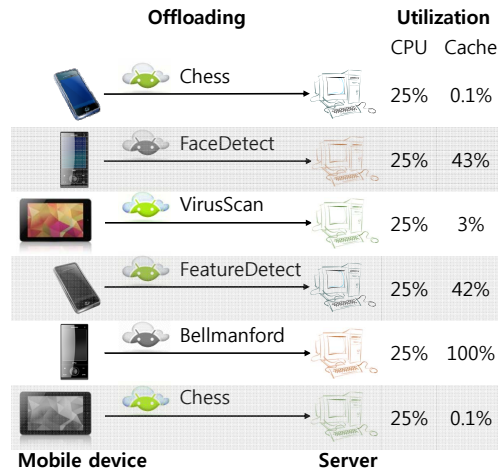 Offloading Utilization
CPU Cache
Chess 25% 0.1%
FaceDetect 25% 43%
VirusScan 25% 3%
FeatureDetect 25% 42%
Bellmanford 25% 100%
Chess 25% 0.1%
Mobile device Server